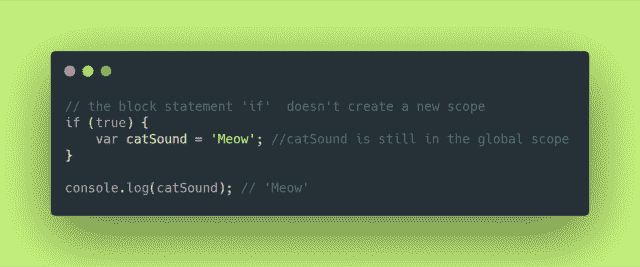 // the block statement 'if'  doesn't create a new scope
if (true) {
    var catSound = 'Meow'; //catSound is still in the global scope
}
console.log(catSound); // 'Meow'